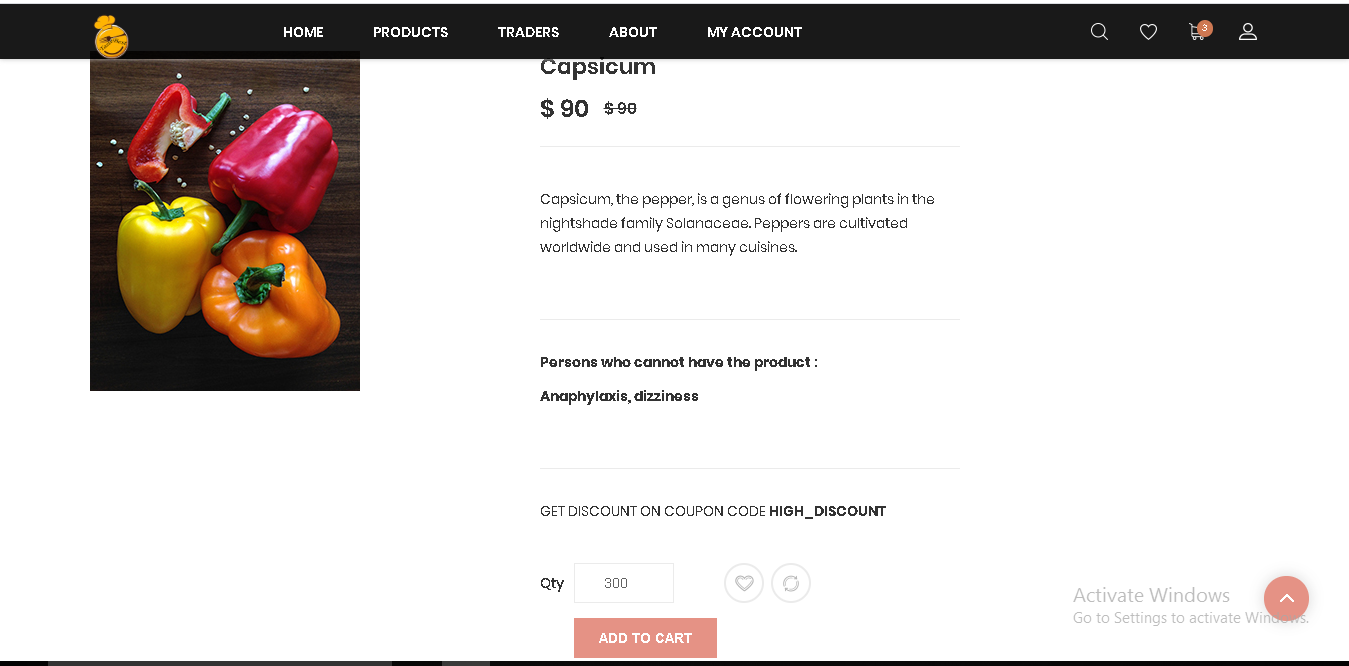 HOME PRODUCTS TRADERS ABOUT MY ACCOUNT
3
Capsicum
$ 90 $ 90
Capsicum, the pepper, is a genus of flowering plants in the
nightshade family Solanaceae. Peppers are cultivated
worldwide and used in many cuisines.
Persons who cannot have the product :
Anaphylaxis, dizziness
GET DISCOUNT ON COUPON CODE HIGH_DISCOUNT
Qty 300
ADD TO CART
Activate Windows
Go to Settings to activate Windows.